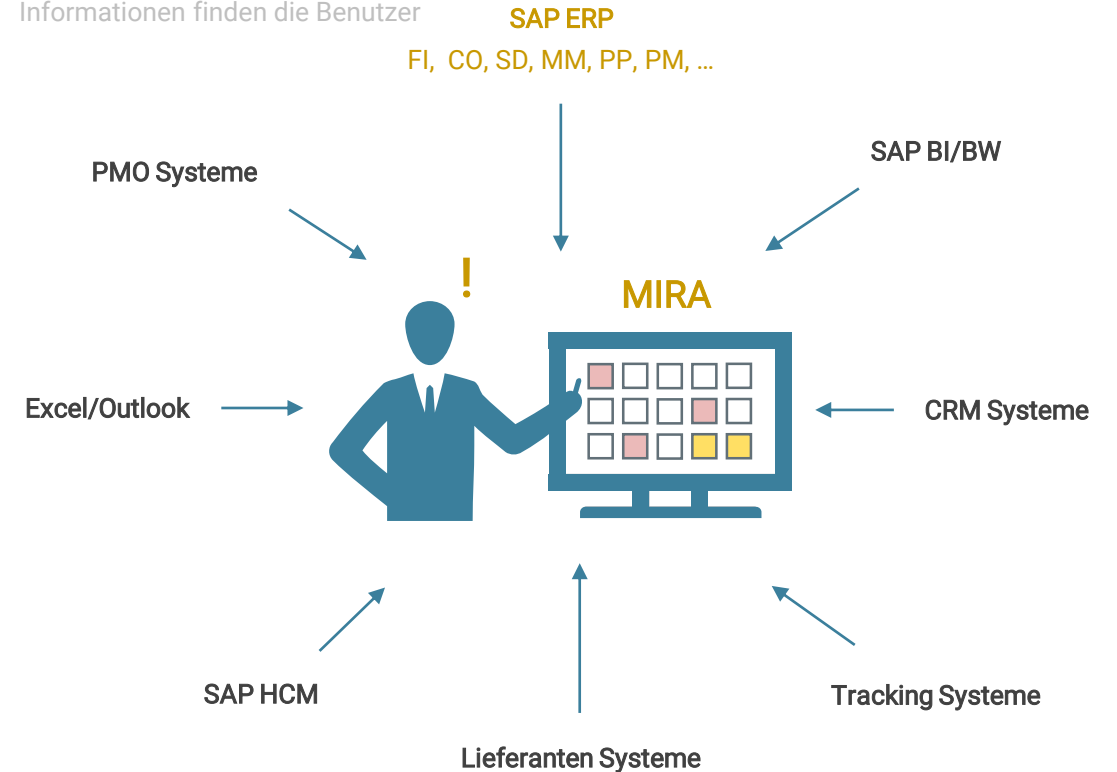 Informationen finden die Benutzer
SAP ERP
FI, CO, SD, MM, PP, PM, ...
SAP BI/BW
PMO Systeme
!
MIRA
Excel/Outlook
CRM Systeme
SAP HCM
Tracking Systeme
Lieferanten Systeme